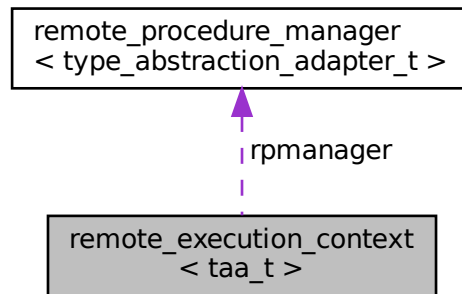 remote_procedure_manager
< type_abstraction_adapter_t >
rpmanager
remote_execution_context
< taa_t >